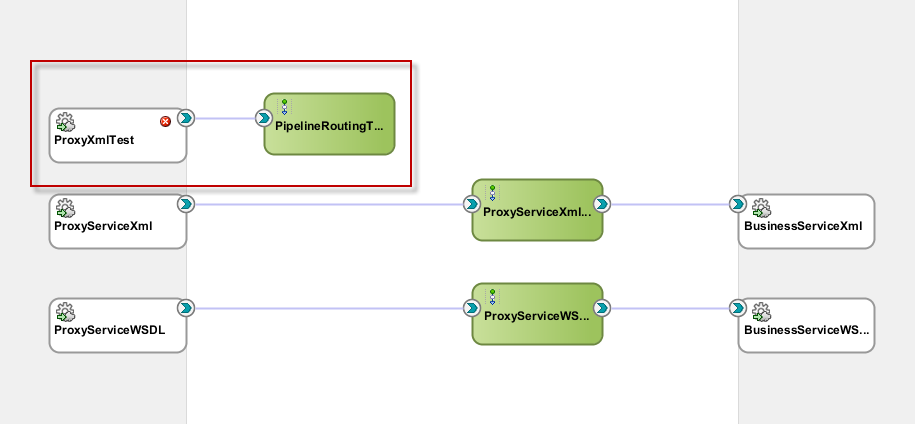 ProxyXmlTest
PipelineRoutingT...
ProxyServiceXml
ProxyServiceXml...
BusinessServiceXml
ProxyServiceWSDL
ProxyServiceWS...
BusinessServiceWS...